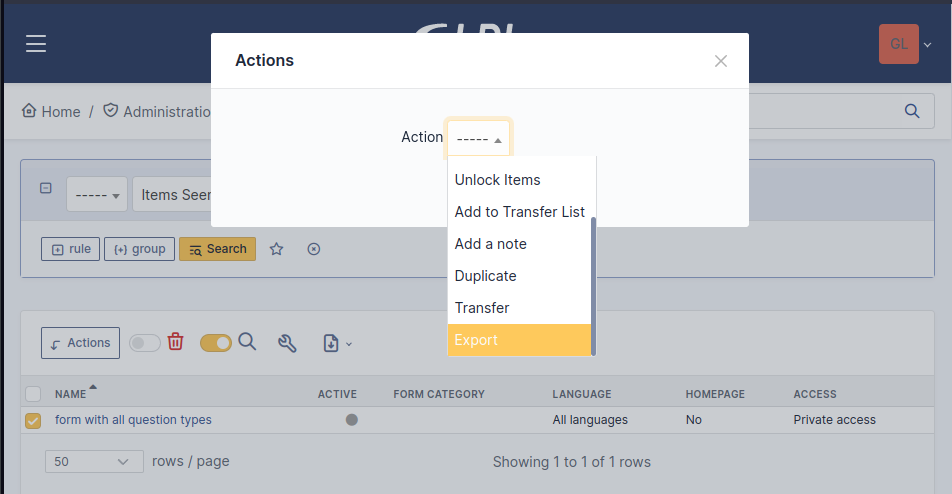 GL
Actions
Home / Administratio
Action -----
Unlock Items
Add to Transfer List
Add a note
Duplicate
Transfer
Export
----- Items Seen
rule group Search
Actions
NAME ACTIVE FORM CATEGORY LANGUAGE HOMEPAGE ACCESS
form with all question types All languages No Private access
50 rows / page Showing 1 to 1 of 1 rows